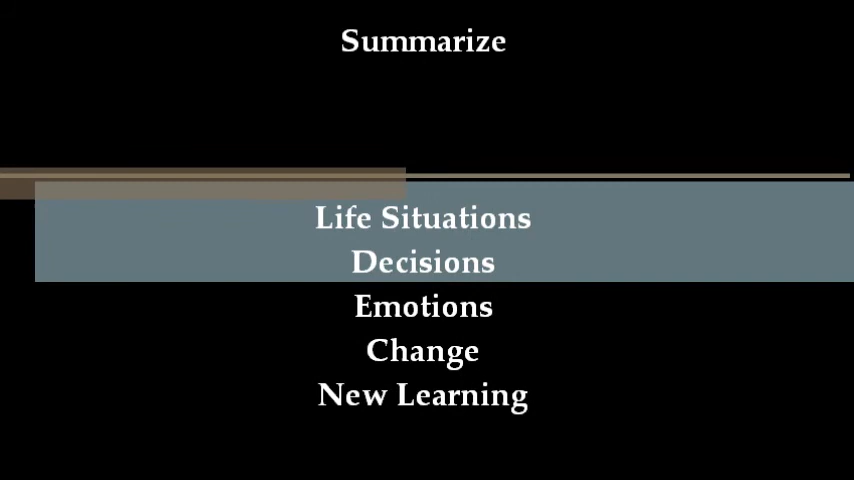 Summarize
Life Situations
Decisions
Emotions
Change
New Learning